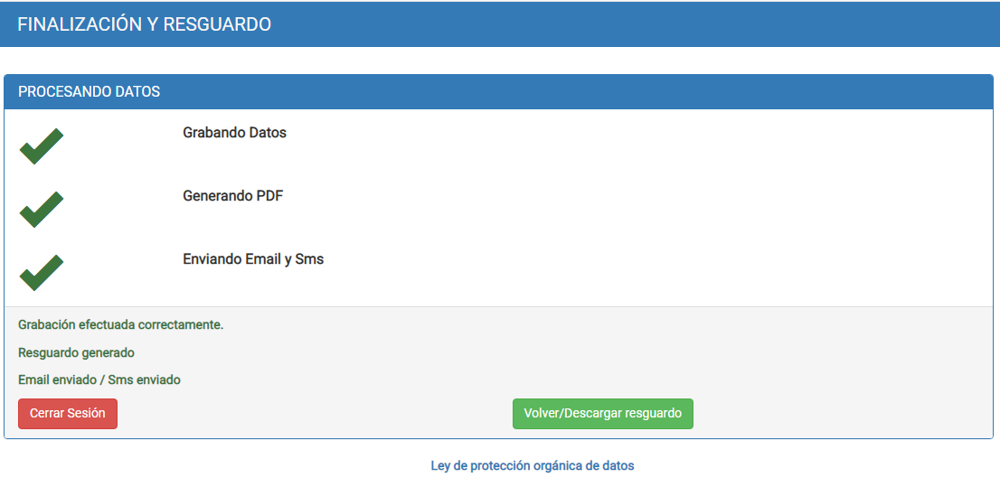 FINALIZACIÓN Y RESGUARDO
PROCESANDO DATOS
Grabando Datos
Generando PDF
Enviando Email y Sms
Grabación efectuada correctamente.
Resguardo generado
Email enviado / Sms enviado
Cerrar Sesión
Volver/Descargar resguardo
Ley de protección orgánica de datos